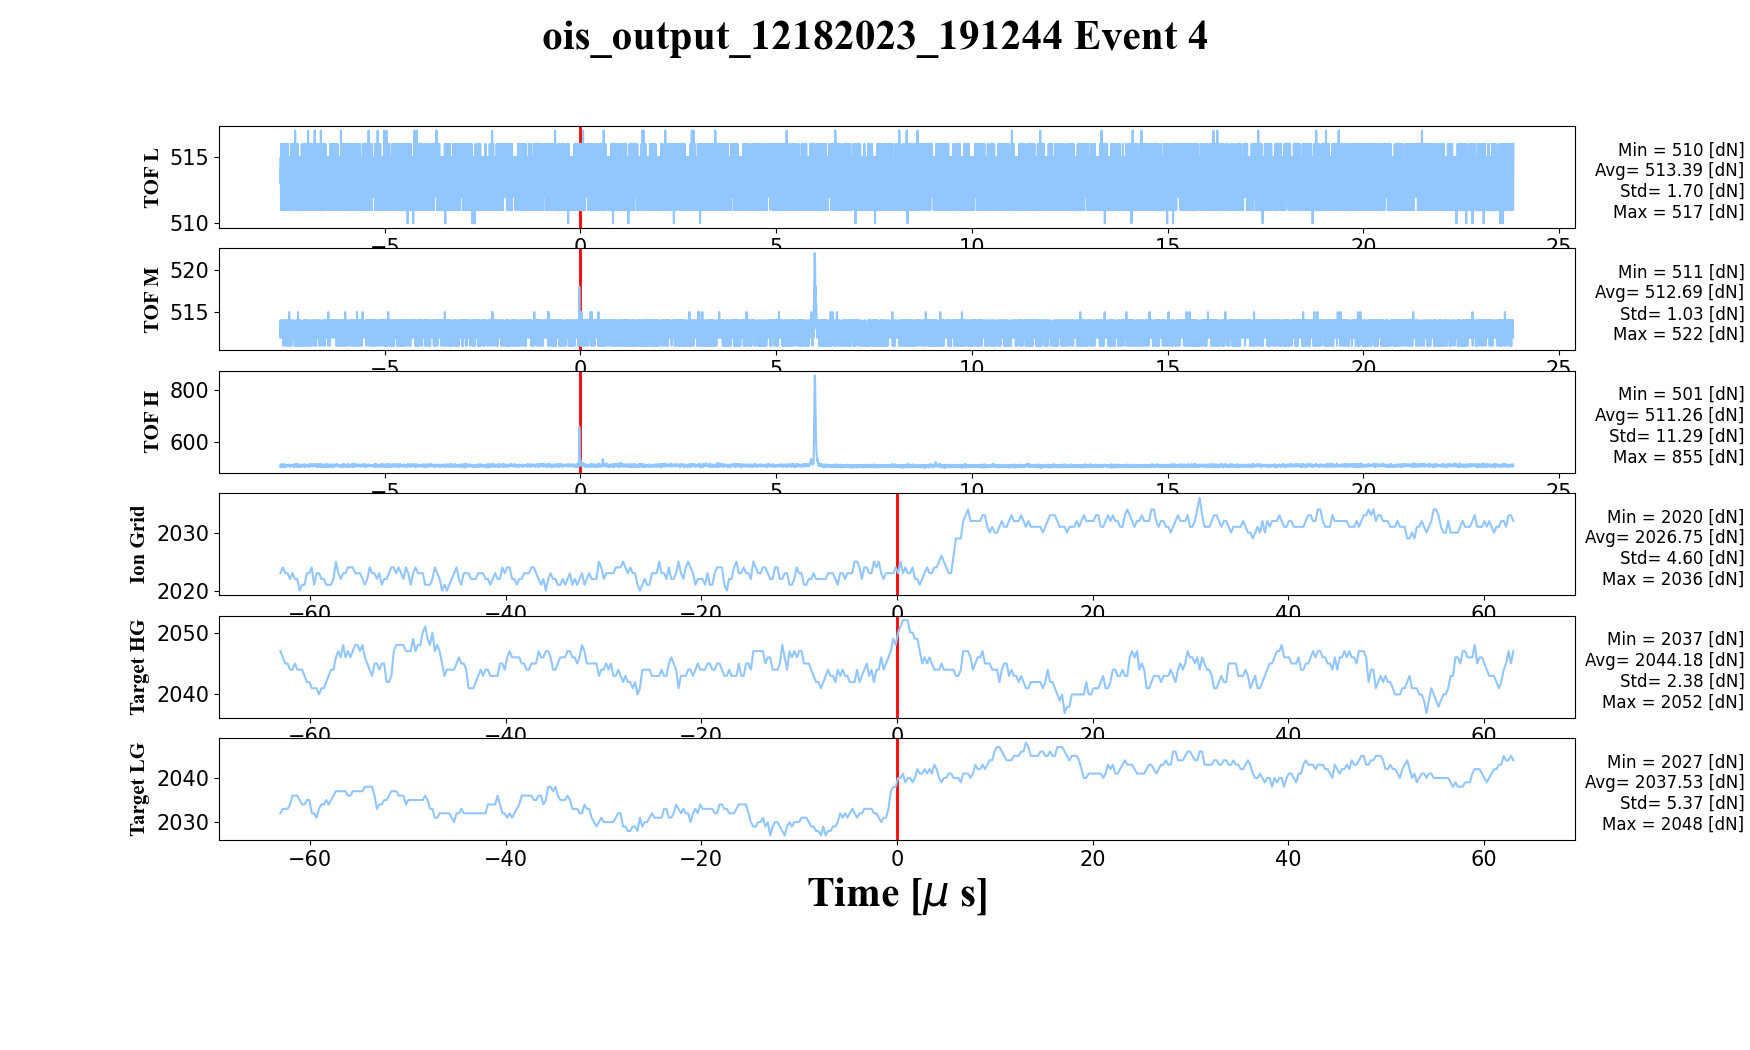 ois_output_12182023_191244 Event 4
TOF L
515
510
Min = 510 [dN]
Avg= 513.39 [dN]
Std= 1.70 [dN]
Max = 517 [dN]
−5 0 5 10 15 20 25
TOF M
520
515
Min = 511 [dN]
Avg= 512.69 [dN]
Std= 1.03 [dN]
Max = 522 [dN]
−5 0 5 10 15 20 25
TOF H
800
600
Min = 501 [dN]
Avg= 511.26 [dN]
Std= 11.29 [dN]
Max = 855 [dN]
−5 0 5 10 15 20 25
Ion Grid
2030
2020
Min = 2020 [dN]
Avg= 2026.75 [dN]
Std= 4.60 [dN]
Max = 2036 [dN]
−60 −40 −20 0 20 40 60
Target HG
2050
2040
Min = 2037 [dN]
Avg= 2044.18 [dN]
Std= 2.38 [dN]
Max = 2052 [dN]
−60 −40 −20 0 20 40 60
Target LG
2040
2030
Min = 2027 [dN]
Avg= 2037.53 [dN]
Std= 5.37 [dN]
Max = 2048 [dN]
−60 −40 −20 0 20 40 60
Time [μ s]